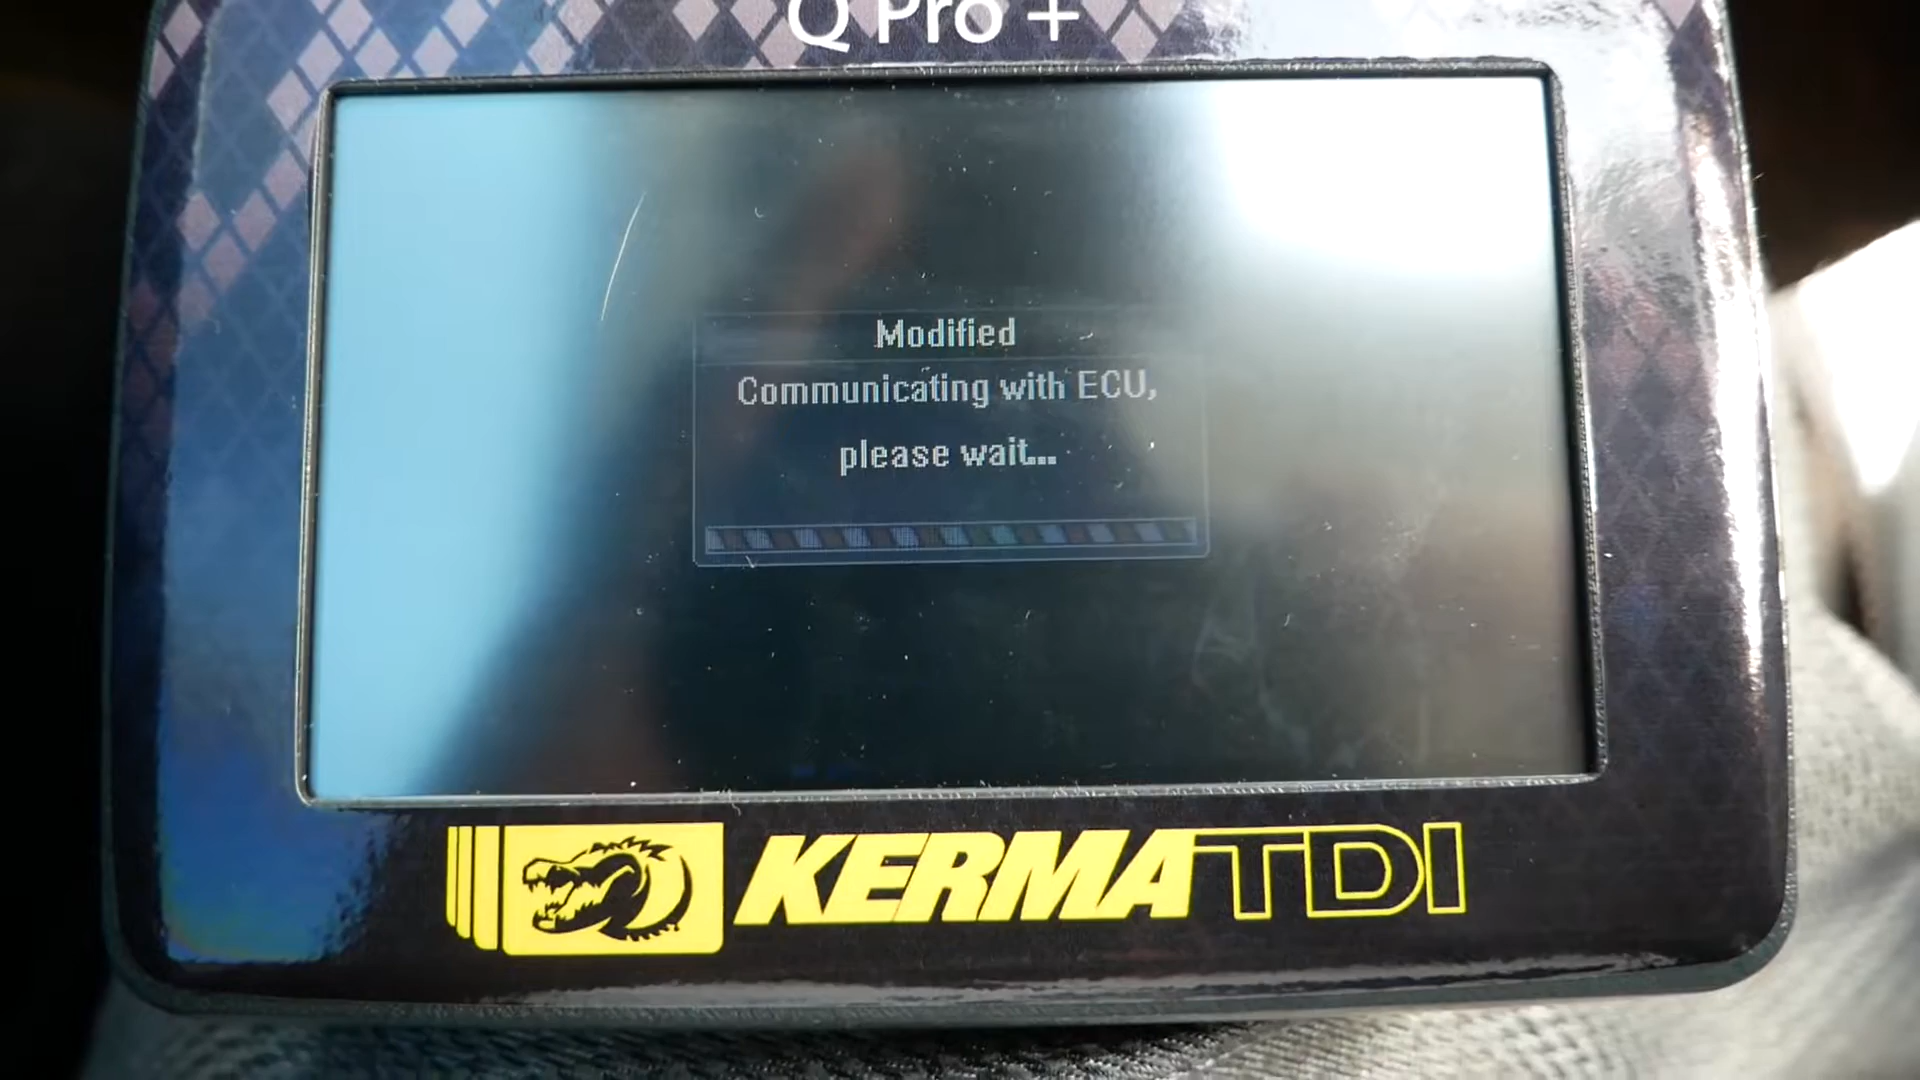 Q Pro +
Modified
Communicating with ECU,
please wait...
KERMATDI